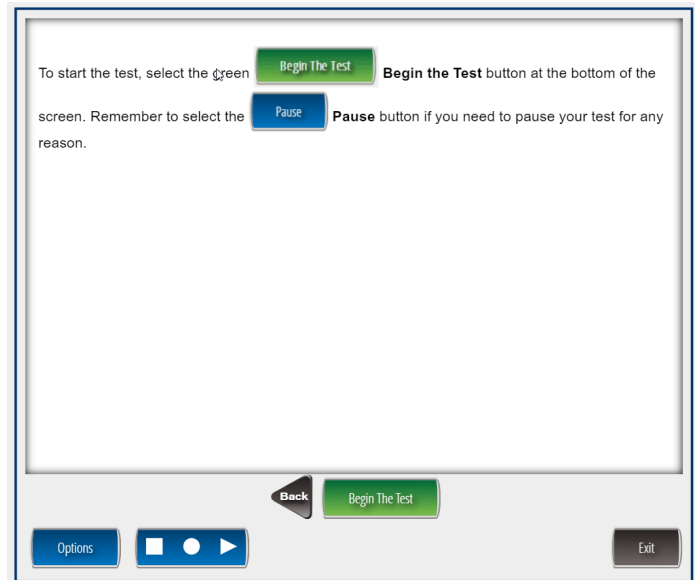 To start the test, select the green Begin The Test Begin the Test button at the bottom of the
screen. Remember to select the Pause Pause button if you need to pause your test for any
reason.
Back Begin The Test
Options Exit